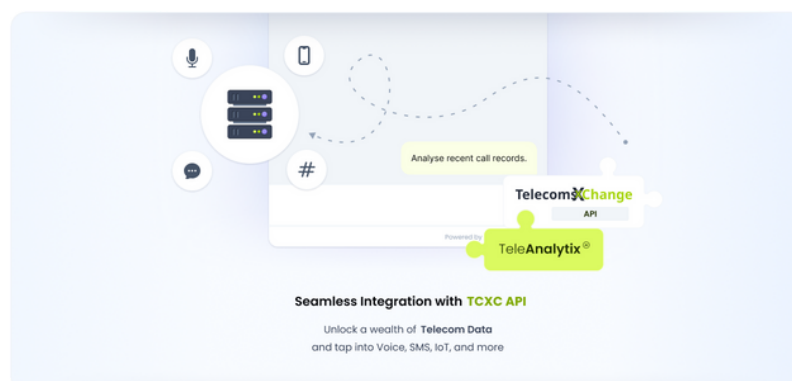 #
Analyse recent call records.
TelecomsXChange
API
Powered by
TeleAnalytix®
Seamless Integration with TCXC API
Unlock a wealth of Telecom Data
and tap into Voice, SMS, IoT, and more